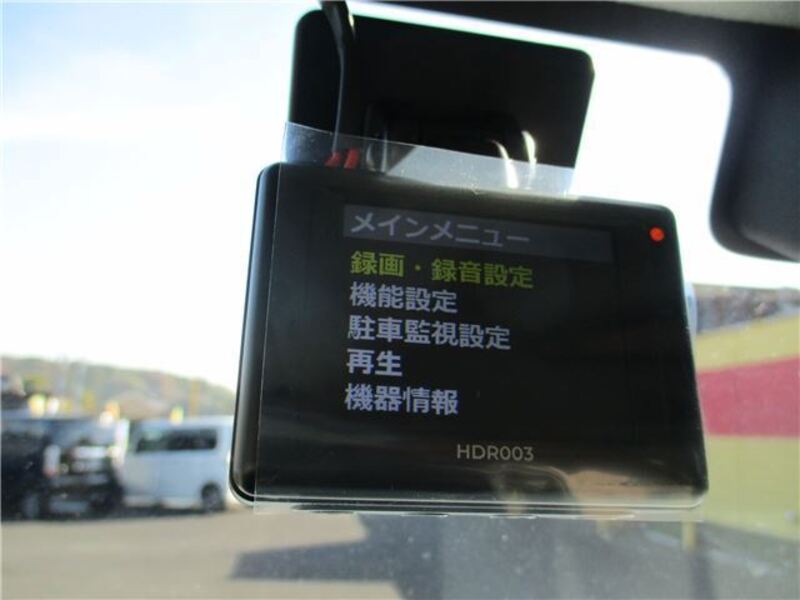 メインメニュー
録画・録音設定
機能設定
駐車監視設定
再生
機器情報
HDR003